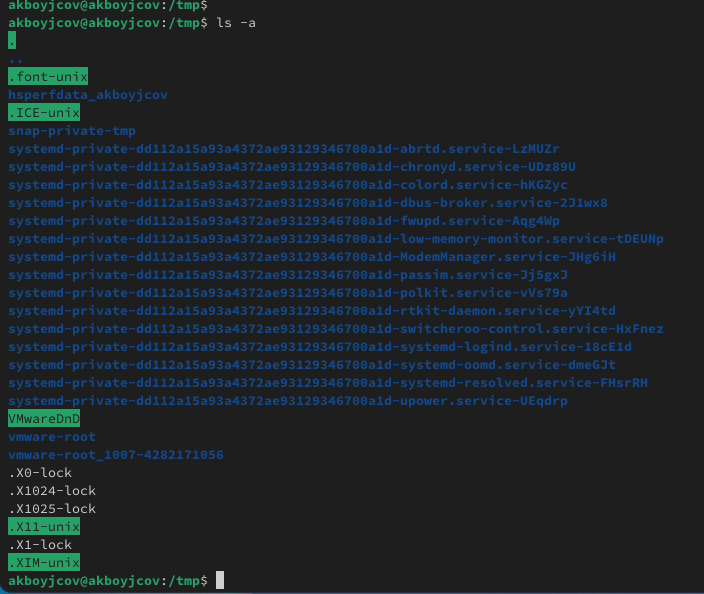 akboyjcov@akboyjcov:/tmp$
akboyjcov@akboyjcov:/tmp$ ls -a
.
..
.font-unix
hsperfdata_akboyjcov
.ICE-unix
snap-private-tmp
systemd-private-dd112a15a93a4372ae93129346700a1d-abrtd.service-LzMUZr
systemd-private-dd112a15a93a4372ae93129346700a1d-chronyd.service-UDz89U
systemd-private-dd112a15a93a4372ae93129346700a1d-colord.service-hKGZyc
systemd-private-dd112a15a93a4372ae93129346700a1d-dbus-broker.service-2J1wx8
systemd-private-dd112a15a93a4372ae93129346700a1d-fwupd.service-Aqg4Wp
systemd-private-dd112a15a93a4372ae93129346700a1d-low-memory-monitor.service-tDEUNp
systemd-private-dd112a15a93a4372ae93129346700a1d-ModemManager.service-JHg6iH
systemd-private-dd112a15a93a4372ae93129346700a1d-passim.service-Jj5gxJ
systemd-private-dd112a15a93a4372ae93129346700a1d-polkit.service-vVs79a
systemd-private-dd112a15a93a4372ae93129346700a1d-rtkit-daemon.service-yYI4td
systemd-private-dd112a15a93a4372ae93129346700a1d-switcheroo-control.service-HxFnez
systemd-private-dd112a15a93a4372ae93129346700a1d-systemd-logind.service-18cE1d
systemd-private-dd112a15a93a4372ae93129346700a1d-systemd-oomd.service-dmeGJt
systemd-private-dd112a15a93a4372ae93129346700a1d-systemd-resolved.service-FHsrRH
systemd-private-dd112a15a93a4372ae93129346700a1d-upower.service-UEqdrp
VMwareDnD
vmware-root
vmware-root_1007-4282171056
.X0-lock
.X1024-lock
.X1025-lock
.X11-unix
.X1-lock
.XIM-unix
akboyjcov@akboyjcov:/tmp$